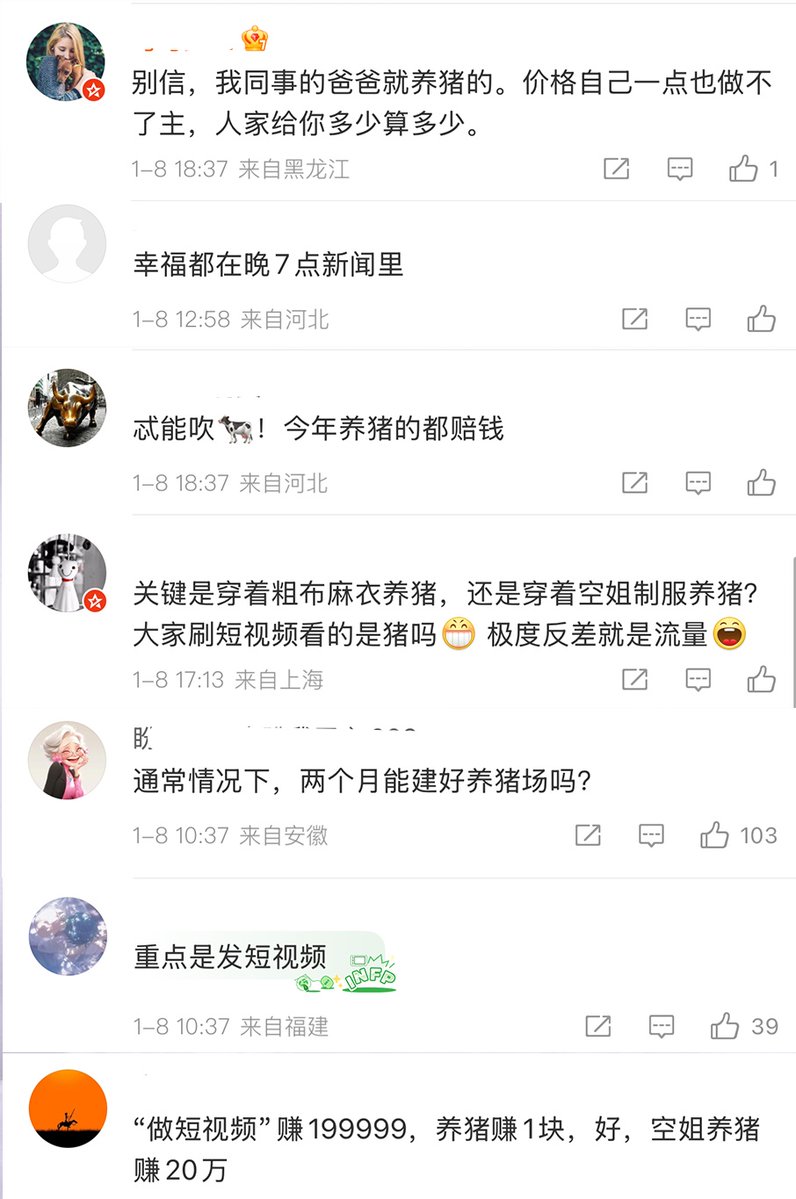 别信，我同事的爸爸就养猪的。价格自己一点也做不
了主，人家给你多少算多少。
1-8 18:37 来自黑龙江
1
幸福都在晚7点新闻里
1-8 12:58 来自河北
忒能吹🐄！今年养猪的都赔钱
1-8 18:37 来自河北
关键是穿着粗布麻衣养猪，还是穿着空姐制服养猪？
大家刷短视频看的是猪吗😁 极度反差就是流量😄
1-8 17:13 来自上海
通常情况下，两个月能建好养猪场吗？
1-8 10:37 来自安徽
103
重点是发短视频
INFP
1-8 10:37 来自福建
39
“做短视频”赚199999，养猪赚1块，好，空姐养猪
赚20万